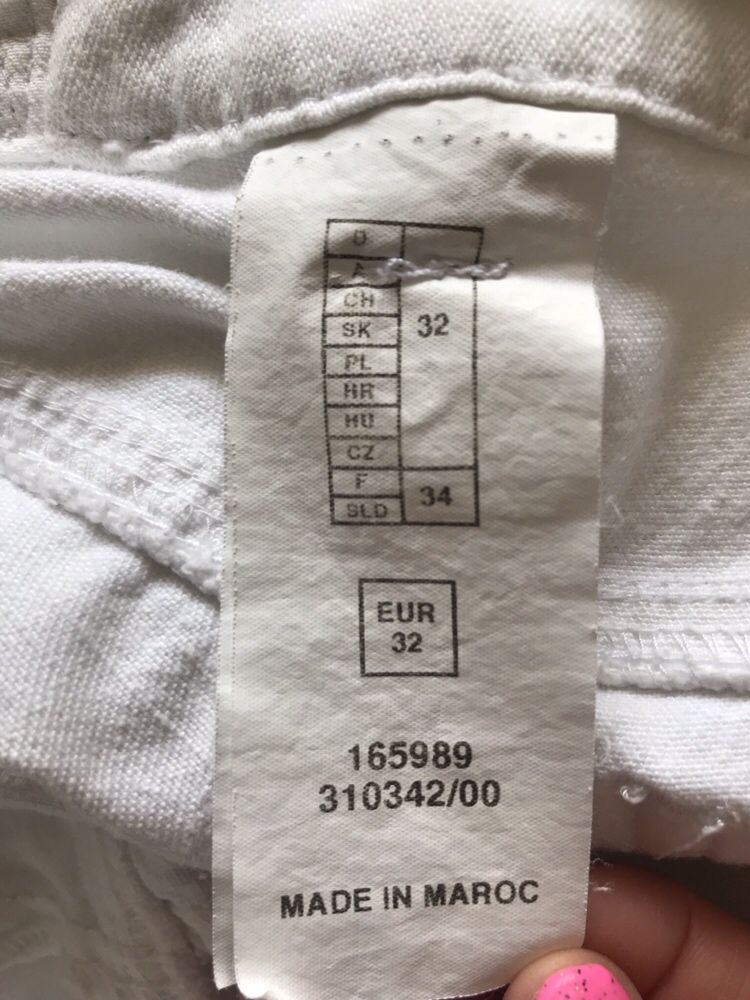 D
A
CH
SK 32
PL
HR
HU
CZ
F
SLD 34
EUR
32
165989
310342/00
MADE IN MAROC